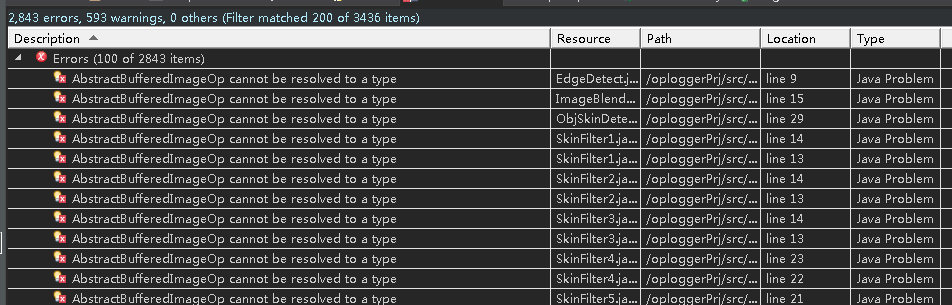 2,843 errors, 593 warnings, 0 others (Filter matched 200 of 3436 items)
Description Resource Path Location Type
Errors (100 of 2843 items)
AbstractBufferedImageOp cannot be resolved to a type EdgeDetect.j... /oploggerPrj/src/... line 9 Java Problem
AbstractBufferedImageOp cannot be resolved to a type ImageBlend... /oploggerPrj/src/... line 15 Java Problem
AbstractBufferedImageOp cannot be resolved to a type ObjSkinDete... /oploggerPrj/src/... line 29 Java Problem
AbstractBufferedImageOp cannot be resolved to a type SkinFilter1.ja... /oploggerPrj/src/... line 14 Java Problem
AbstractBufferedImageOp cannot be resolved to a type SkinFilter1.ja... /oploggerPrj/src/... line 13 Java Problem
AbstractBufferedImageOp cannot be resolved to a type SkinFilter2.ja... /oploggerPrj/src/... line 14 Java Problem
AbstractBufferedImageOp cannot be resolved to a type SkinFilter2.ja... /oploggerPrj/src/... line 13 Java Problem
AbstractBufferedImageOp cannot be resolved to a type SkinFilter3.ja... /oploggerPrj/src/... line 14 Java Problem
AbstractBufferedImageOp cannot be resolved to a type SkinFilter3.ja... /oploggerPrj/src/... line 13 Java Problem
AbstractBufferedImageOp cannot be resolved to a type SkinFilter4.ja... /oploggerPrj/src/... line 23 Java Problem
AbstractBufferedImageOp cannot be resolved to a type SkinFilter4.ja... /oploggerPrj/src/... line 22 Java Problem
AbstractBufferedImageOp cannot be resolved to a type SkinFilter5.ja... /oploggerPrj/src/... line 21 Java Problem